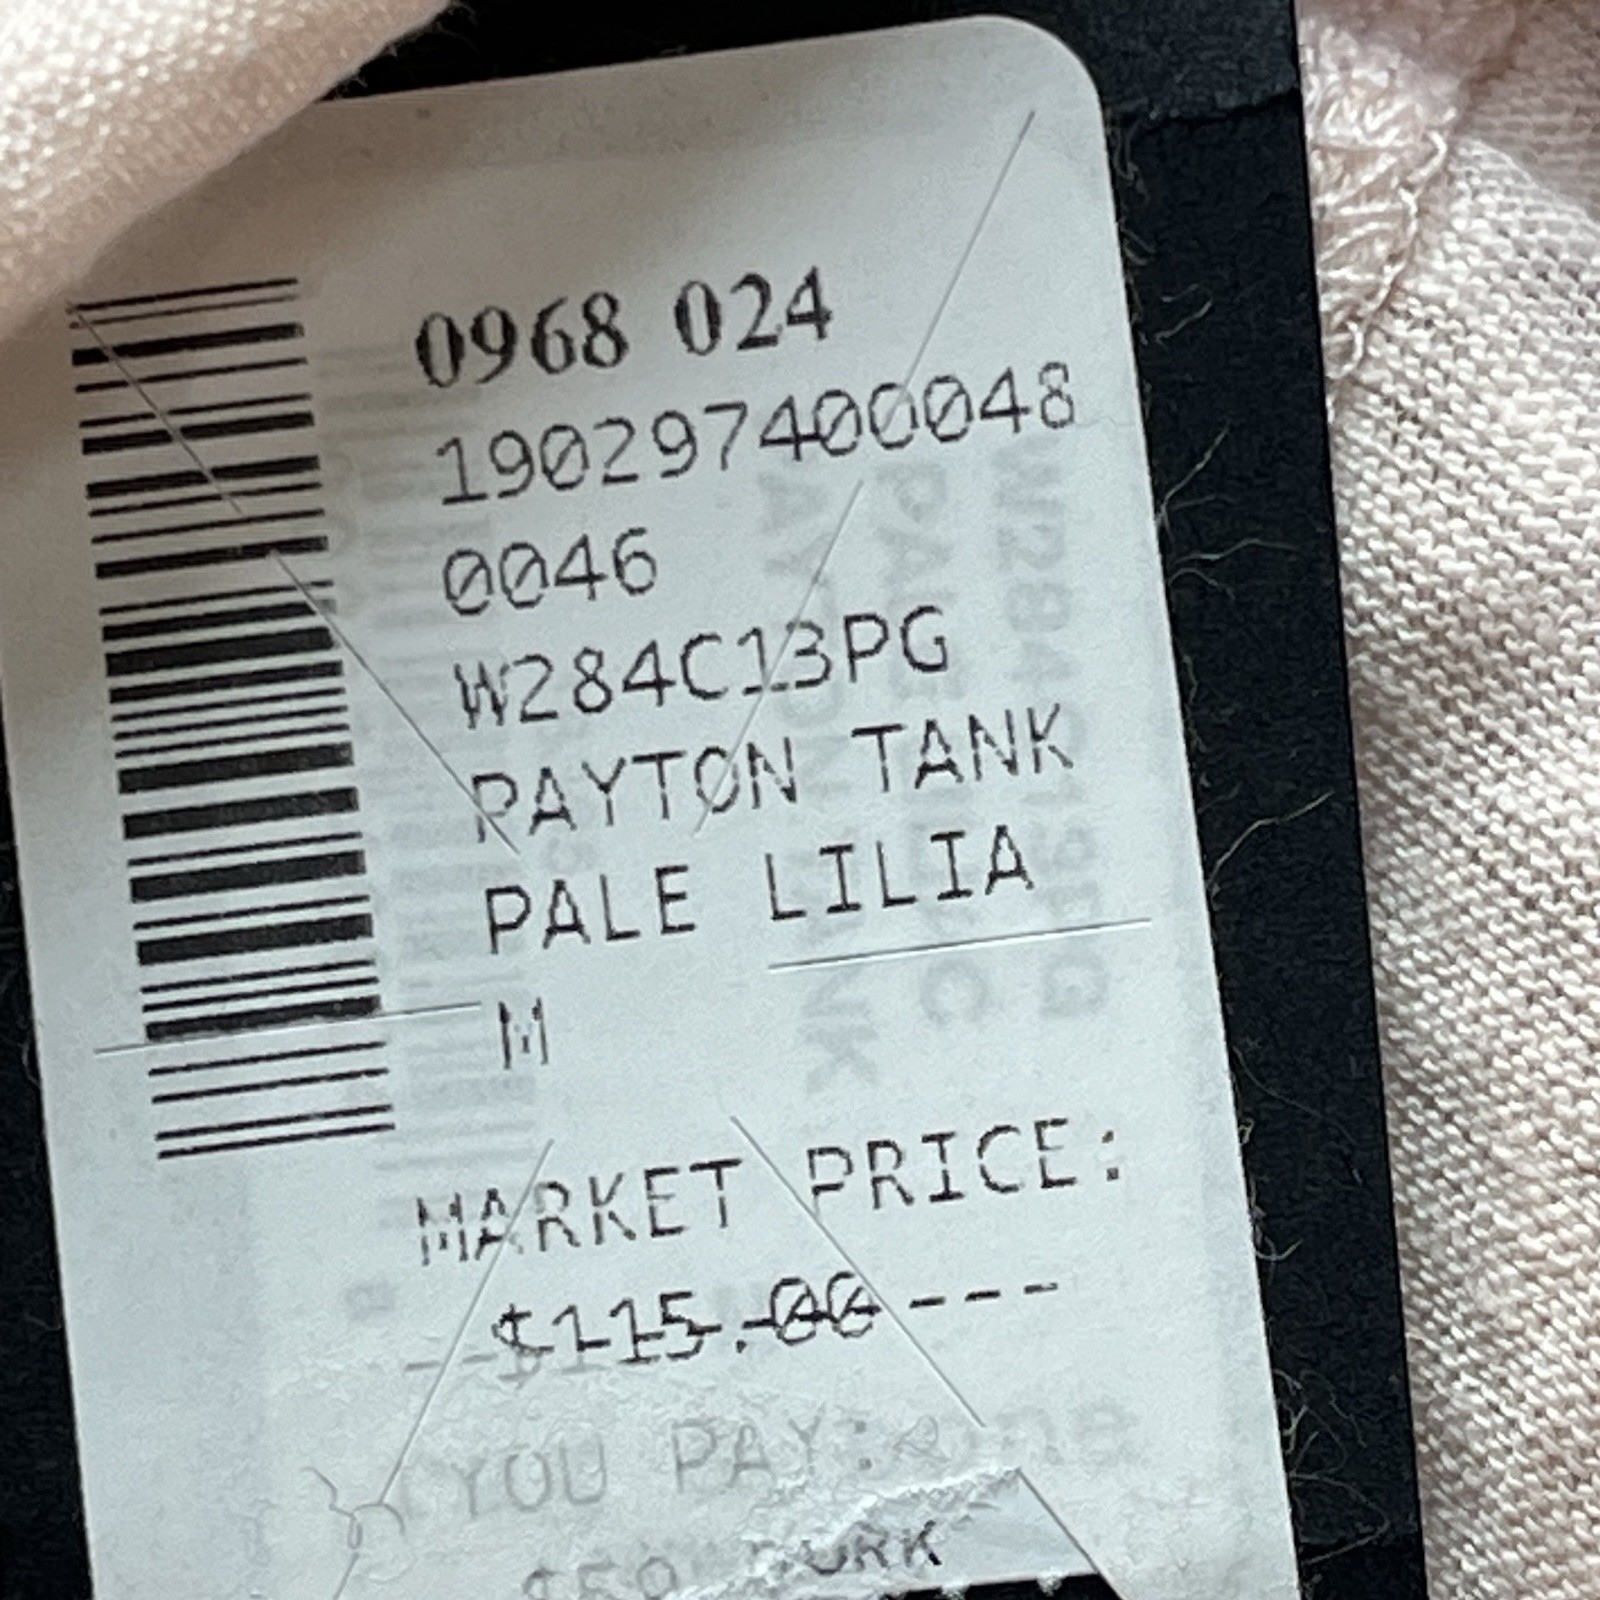 0968 024
190297400048
0046
W284C13PG
PAYTON TANK
PALE LILIA
M
MARKET PRICE:
$115.00---
YOU PAY: